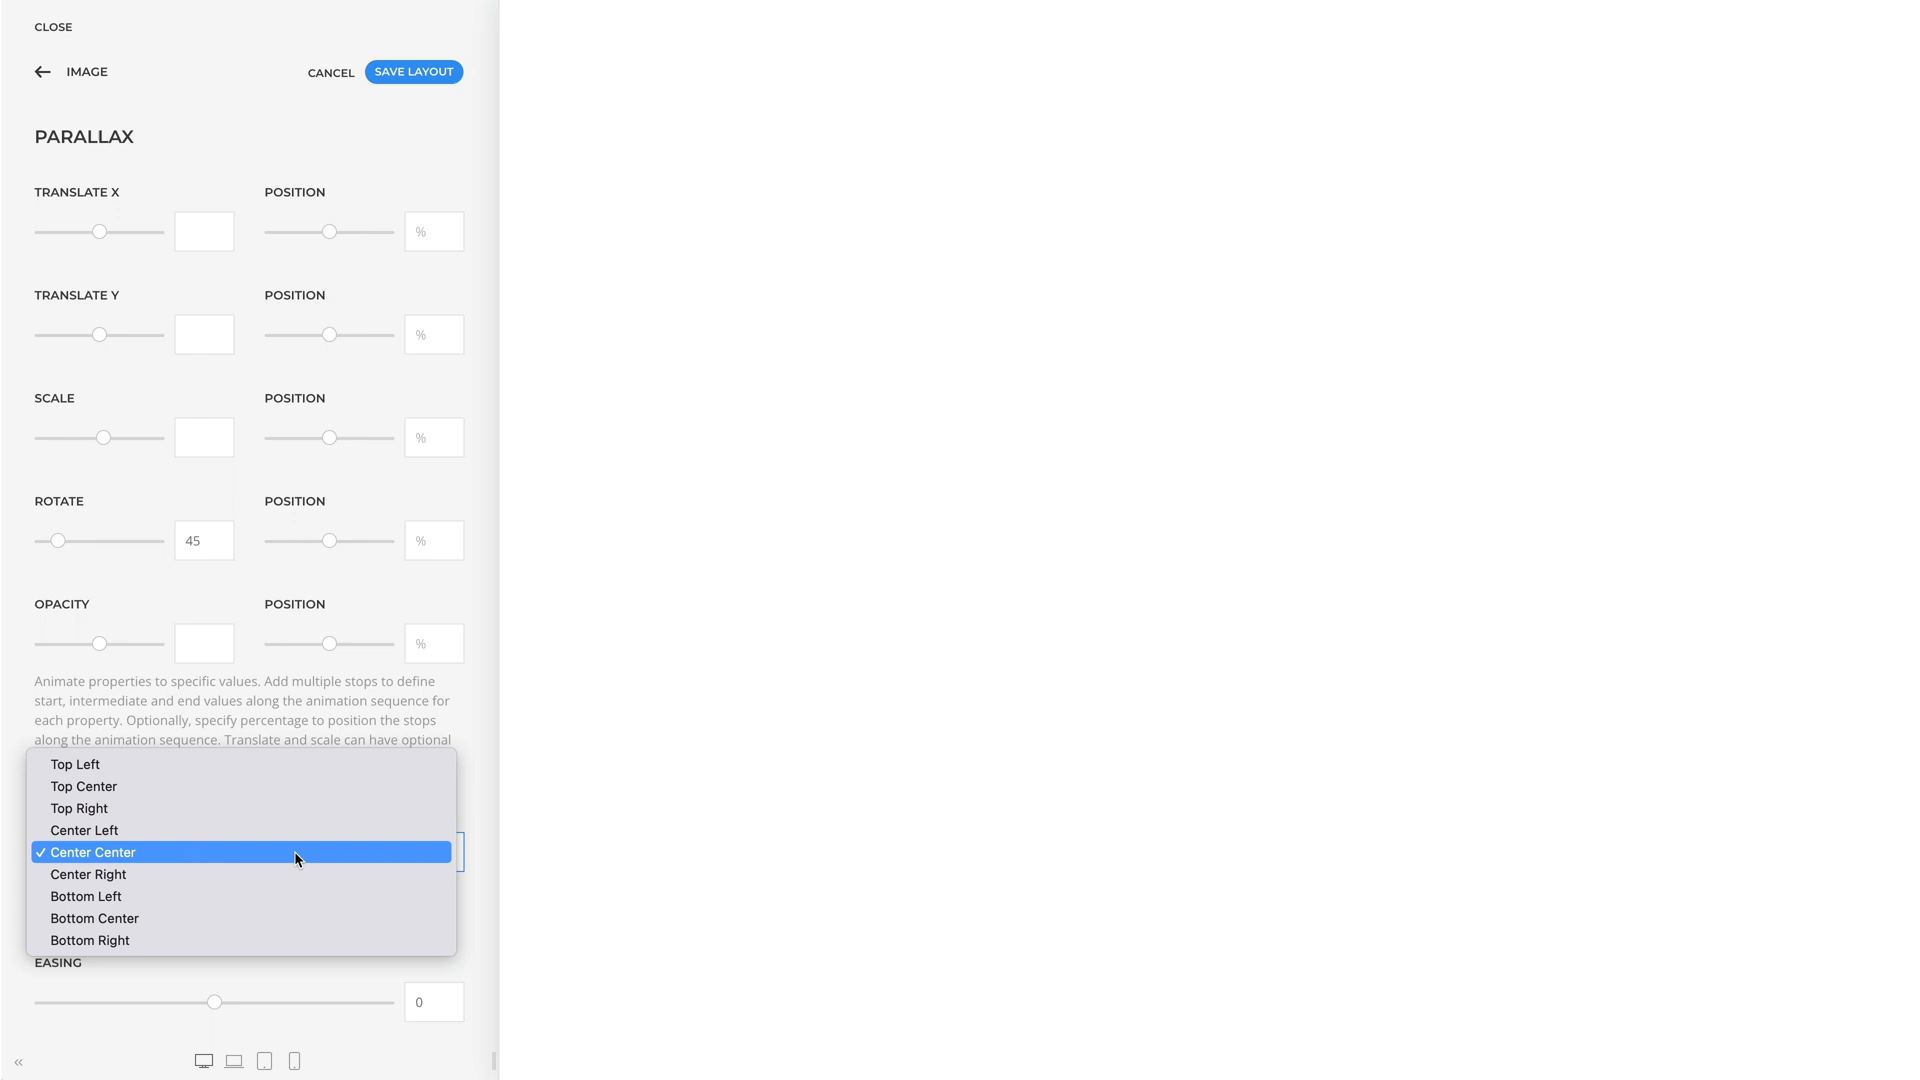 CLOSE
IMAGE CANCEL SAVE LAYOUT
PARALLAX
TRANSLATE X POSITION
%
TRANSLATE Y POSITION
%
SCALE POSITION
%
ROTATE POSITION
45 %
OPACITY POSITION
%
Animate properties to specific values. Add multiple stops to define
start, intermediate and end values along the animation sequence for
each property. Optionally, specify percentage to position the stops
along the animation sequence. Translate and scale can have optional
Top Left
Top Center
Top Right
Center Left
✓ Center Center
Center Right
Bottom Left
Bottom Center
Bottom Right
EASING
0
«